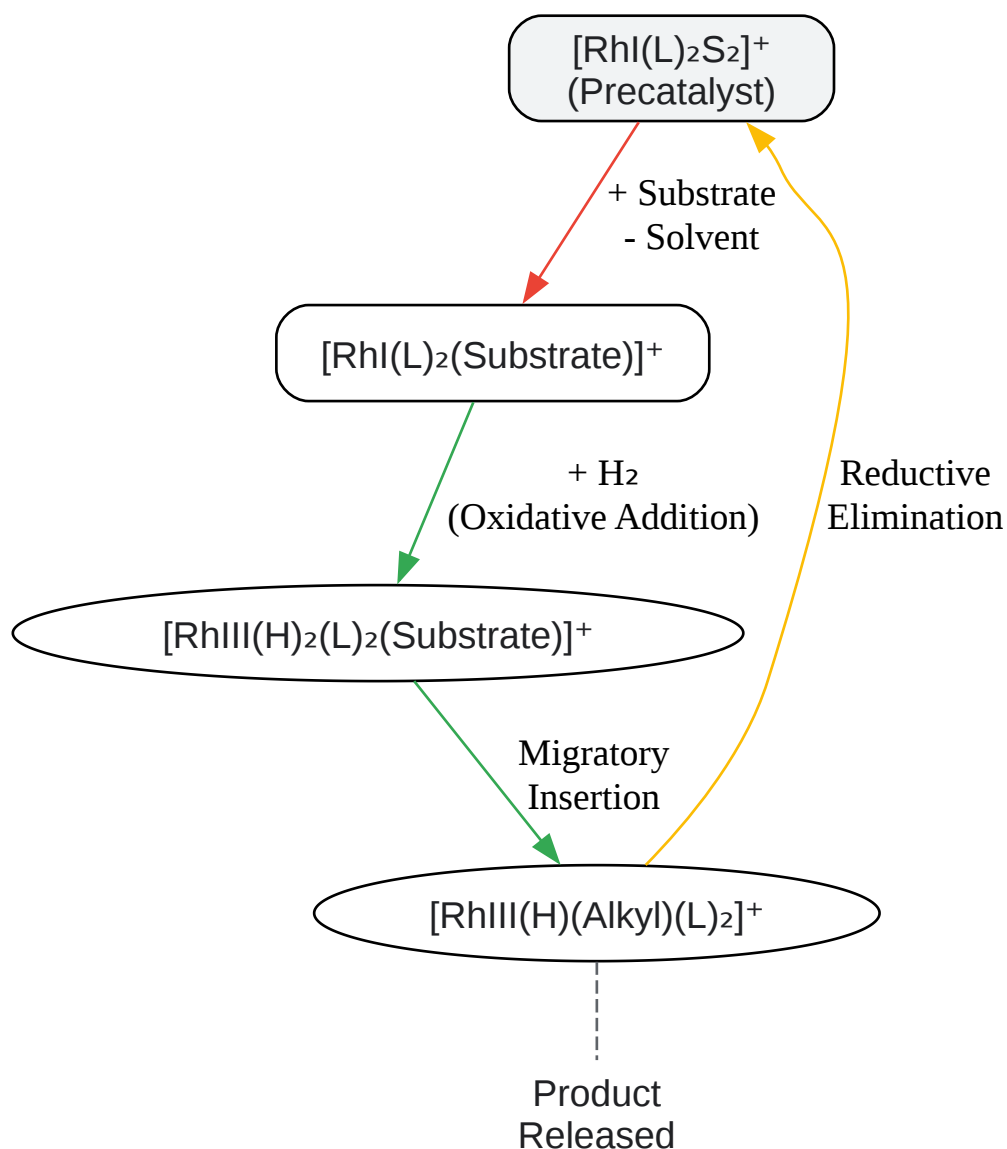 [RhI(L)₂S₂]⁺
(Precatalyst)
+ Substrate
- Solvent
[RhI(L)₂(Substrate)]⁺
+ H₂
(Oxidative Addition)
Reductive
Elimination
[RhIII(H)₂(L)₂(Substrate)]⁺
Migratory
Insertion
[RhIII(H)(Alkyl)(L)₂]⁺
Product
Released